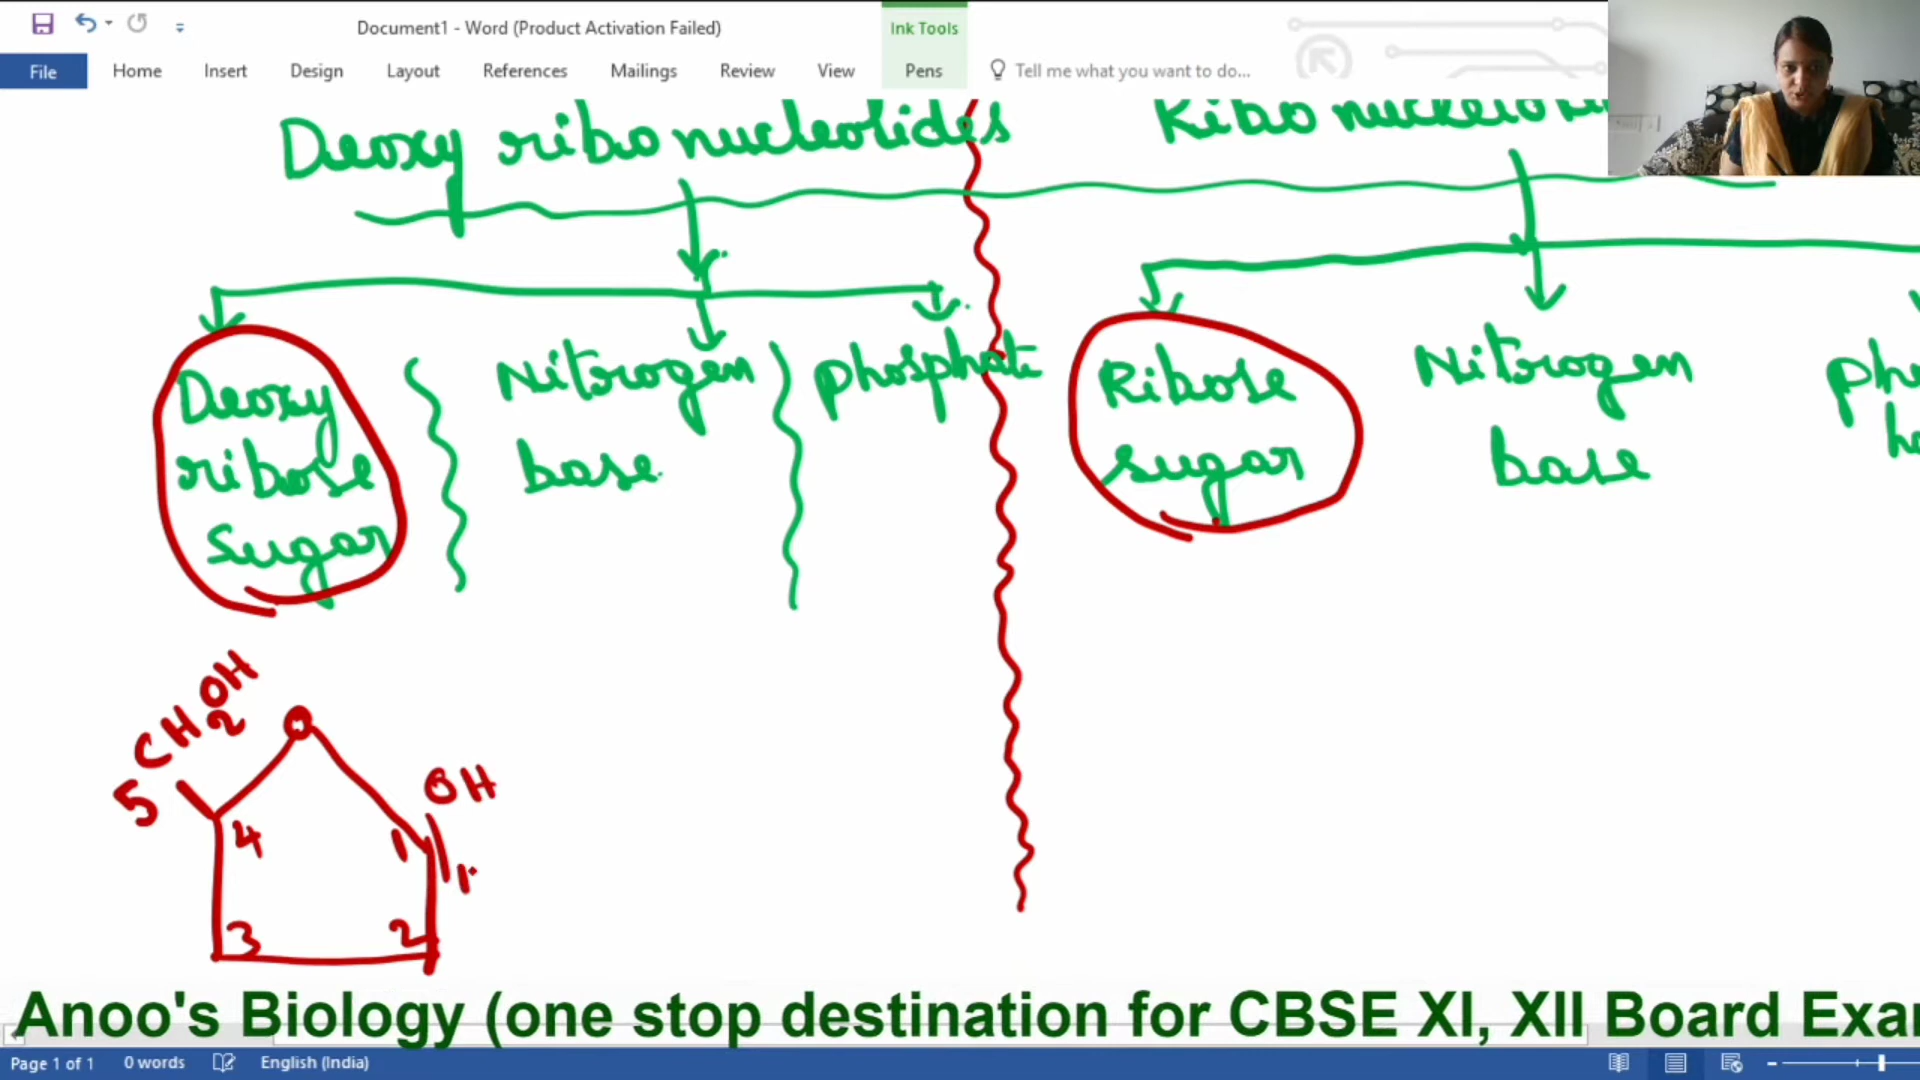 Document1 - Word (Product Activation Failed)
Ink Tools
File Home Insert Design Layout References Mailings Review View Pens Tell me what you want to do...
Deoxy ribo nucleotides
Ribo
Deoxy
ribose
sugar
Nitrogen
base.
phosphate
Ribose
sugar
Nitrogen
base
CH2OH
5
OH
4
1
3
2
Anoo's Biology (one stop destination for CBSE XI, XII Board Exa
Page 1 of 1 0 words English (India)